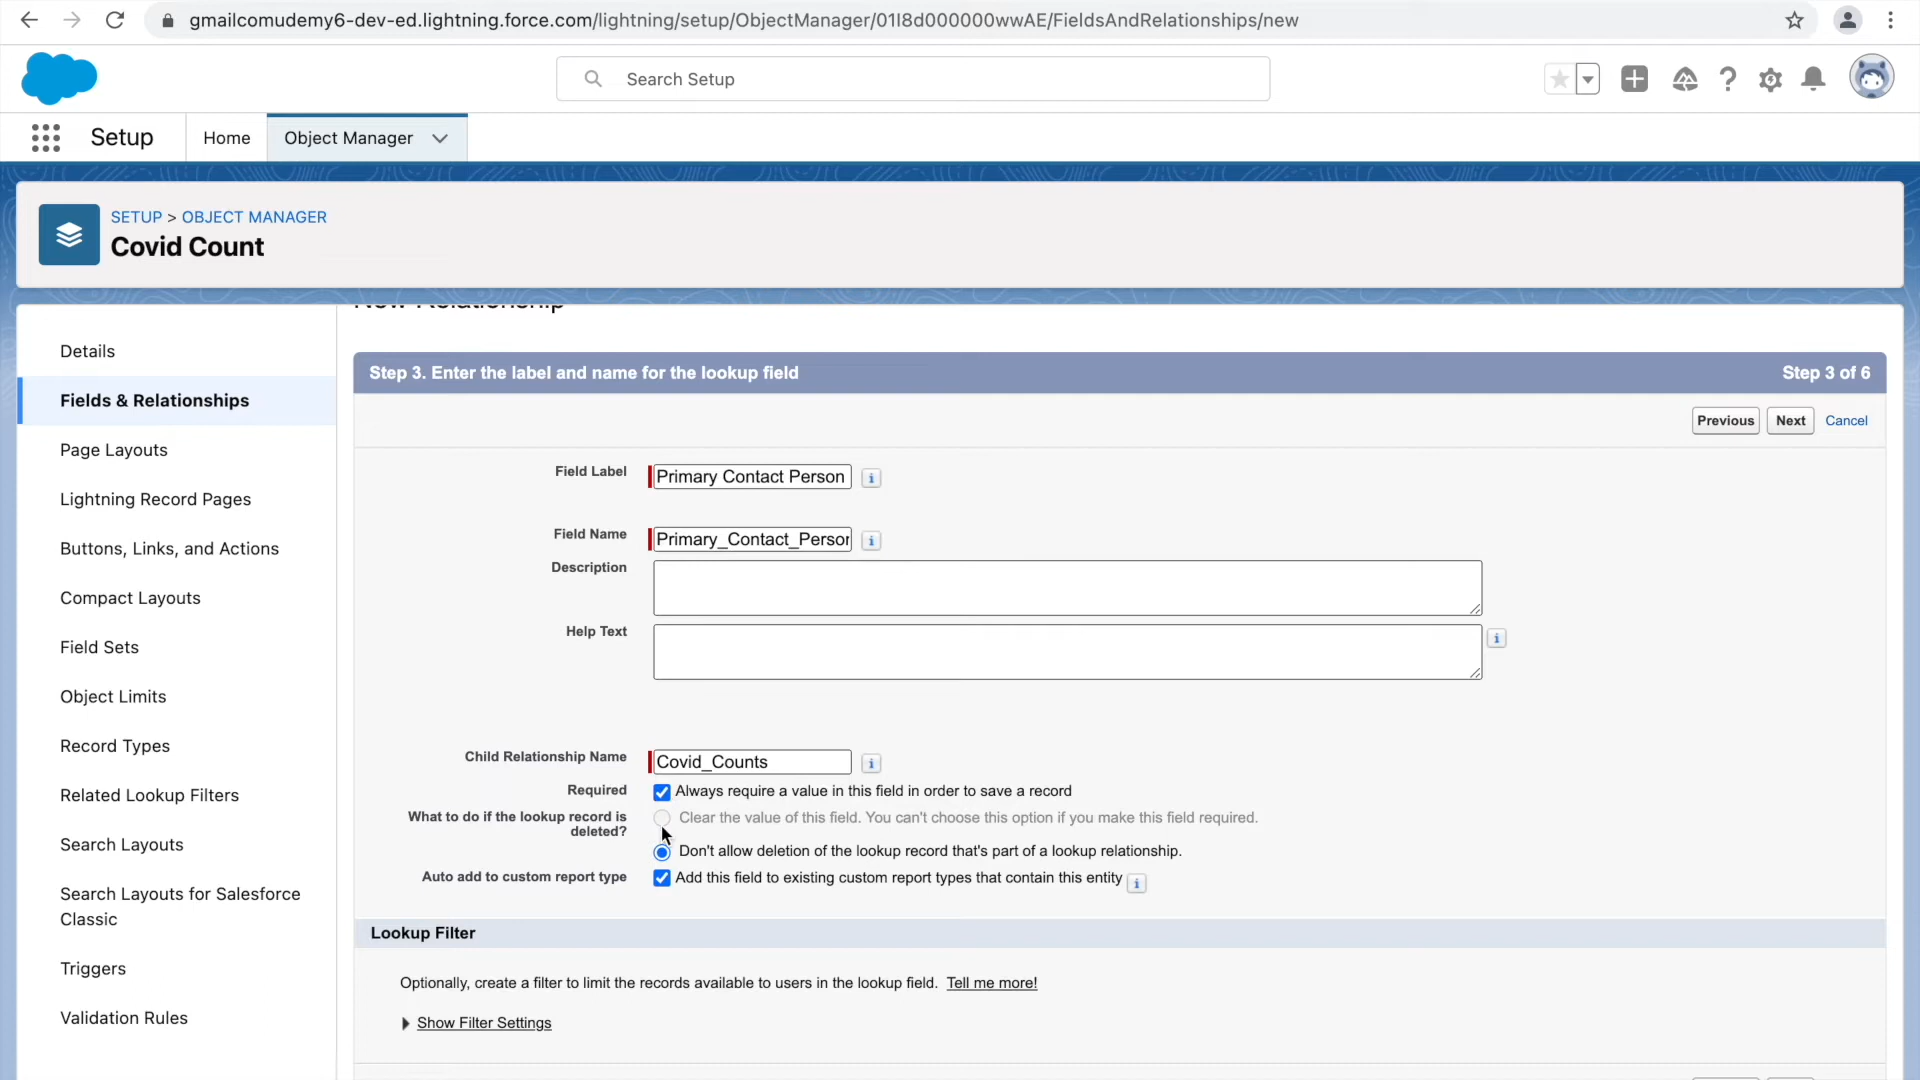 gmailcomudemy6-dev-ed.lightning.force.com/lightning/setup/ObjectManager/01I8d000000wwAE/FieldsAndRelationships/new
Search Setup
Setup
Home
Object Manager
SETUP > OBJECT MANAGER
Covid Count
New Relationship
Details
Fields & Relationships
Page Layouts
Lightning Record Pages
Buttons, Links, and Actions
Compact Layouts
Field Sets
Object Limits
Record Types
Related Lookup Filters
Search Layouts
Search Layouts for Salesforce
Classic
Triggers
Validation Rules
Step 3. Enter the label and name for the lookup field
Step 3 of 6
Previous
Next
Cancel
Field Label
Primary Contact Person
Field Name
Primary_Contact_Person
Description
Help Text
Child Relationship Name
Covid_Counts
Required
Always require a value in this field in order to save a record
What to do if the lookup record is
deleted?
Clear the value of this field. You can't choose this option if you make this field required.
Don't allow deletion of the lookup record that's part of a lookup relationship.
Auto add to custom report type
Add this field to existing custom report types that contain this entity
Lookup Filter
Optionally, create a filter to limit the records available to users in the lookup field. Tell me more!
Show Filter Settings